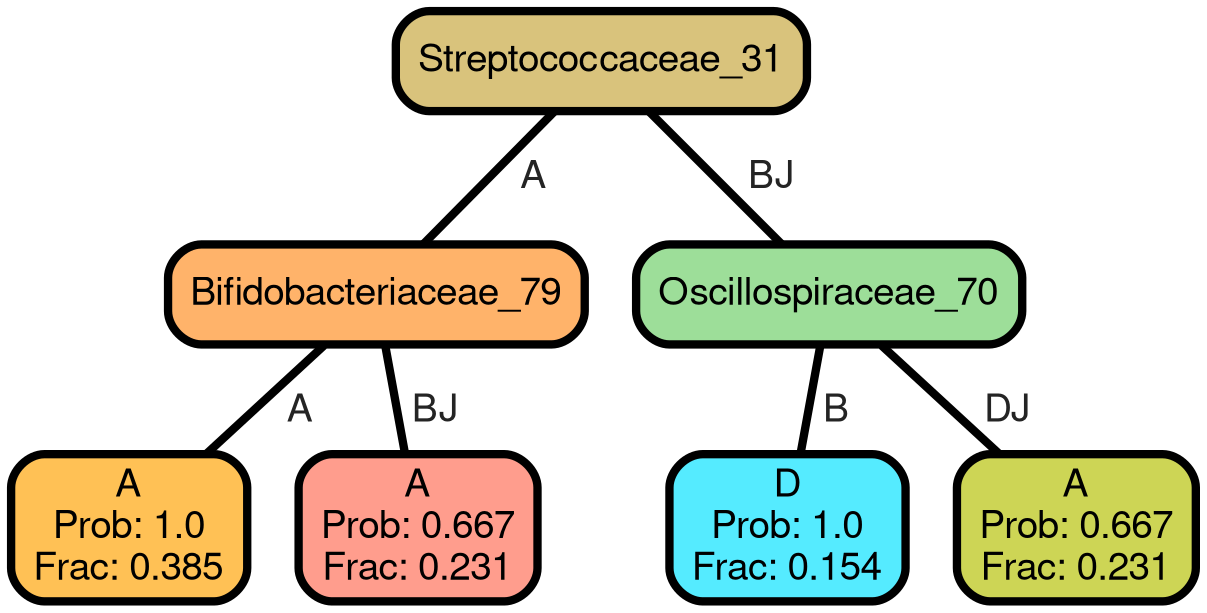 Streptococcaceae_31
A
BJ
Bifidobacteriaceae_79
Oscillospiraceae_70
A
BJ
B
DJ
A
Prob: 1.0
Frac: 0.385
A
Prob: 0.667
Frac: 0.231
D
Prob: 1.0
Frac: 0.154
A
Prob: 0.667
Frac: 0.231